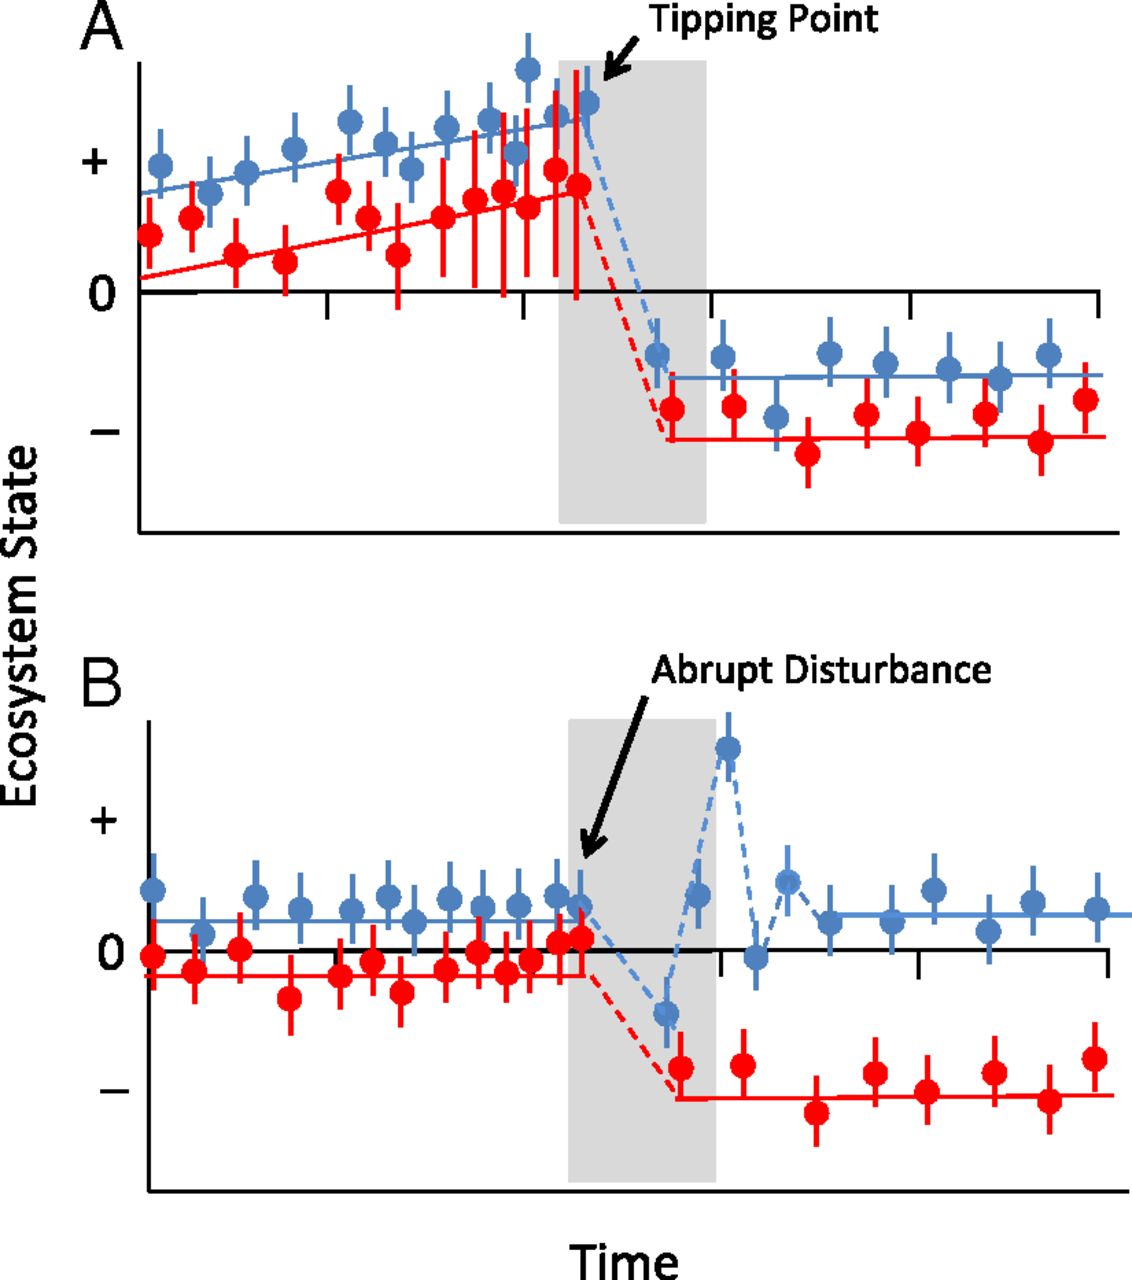 A
Tipping Point
+
0
–
Ecosystem State
B
Abrupt Disturbance
+
0
–
Time